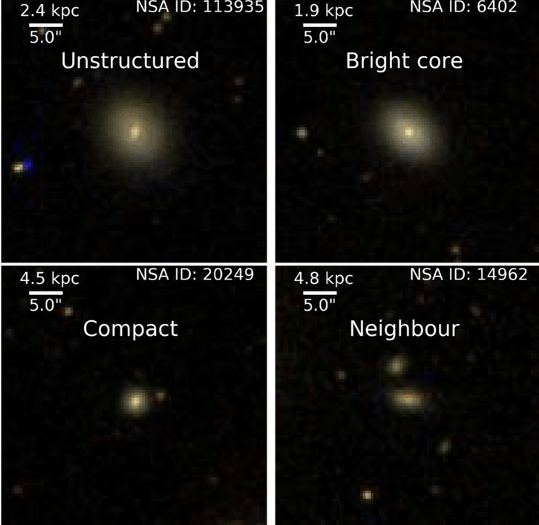 2.4 kpc
NSA ID: 113935
5.0"
Unstructured
1.9 kpc
NSA ID: 6402
5.0"
Bright core
4.5 kpc
NSA ID: 20249
5.0"
Compact
4.8 kpc
NSA ID: 14962
5.0"
Neighbour